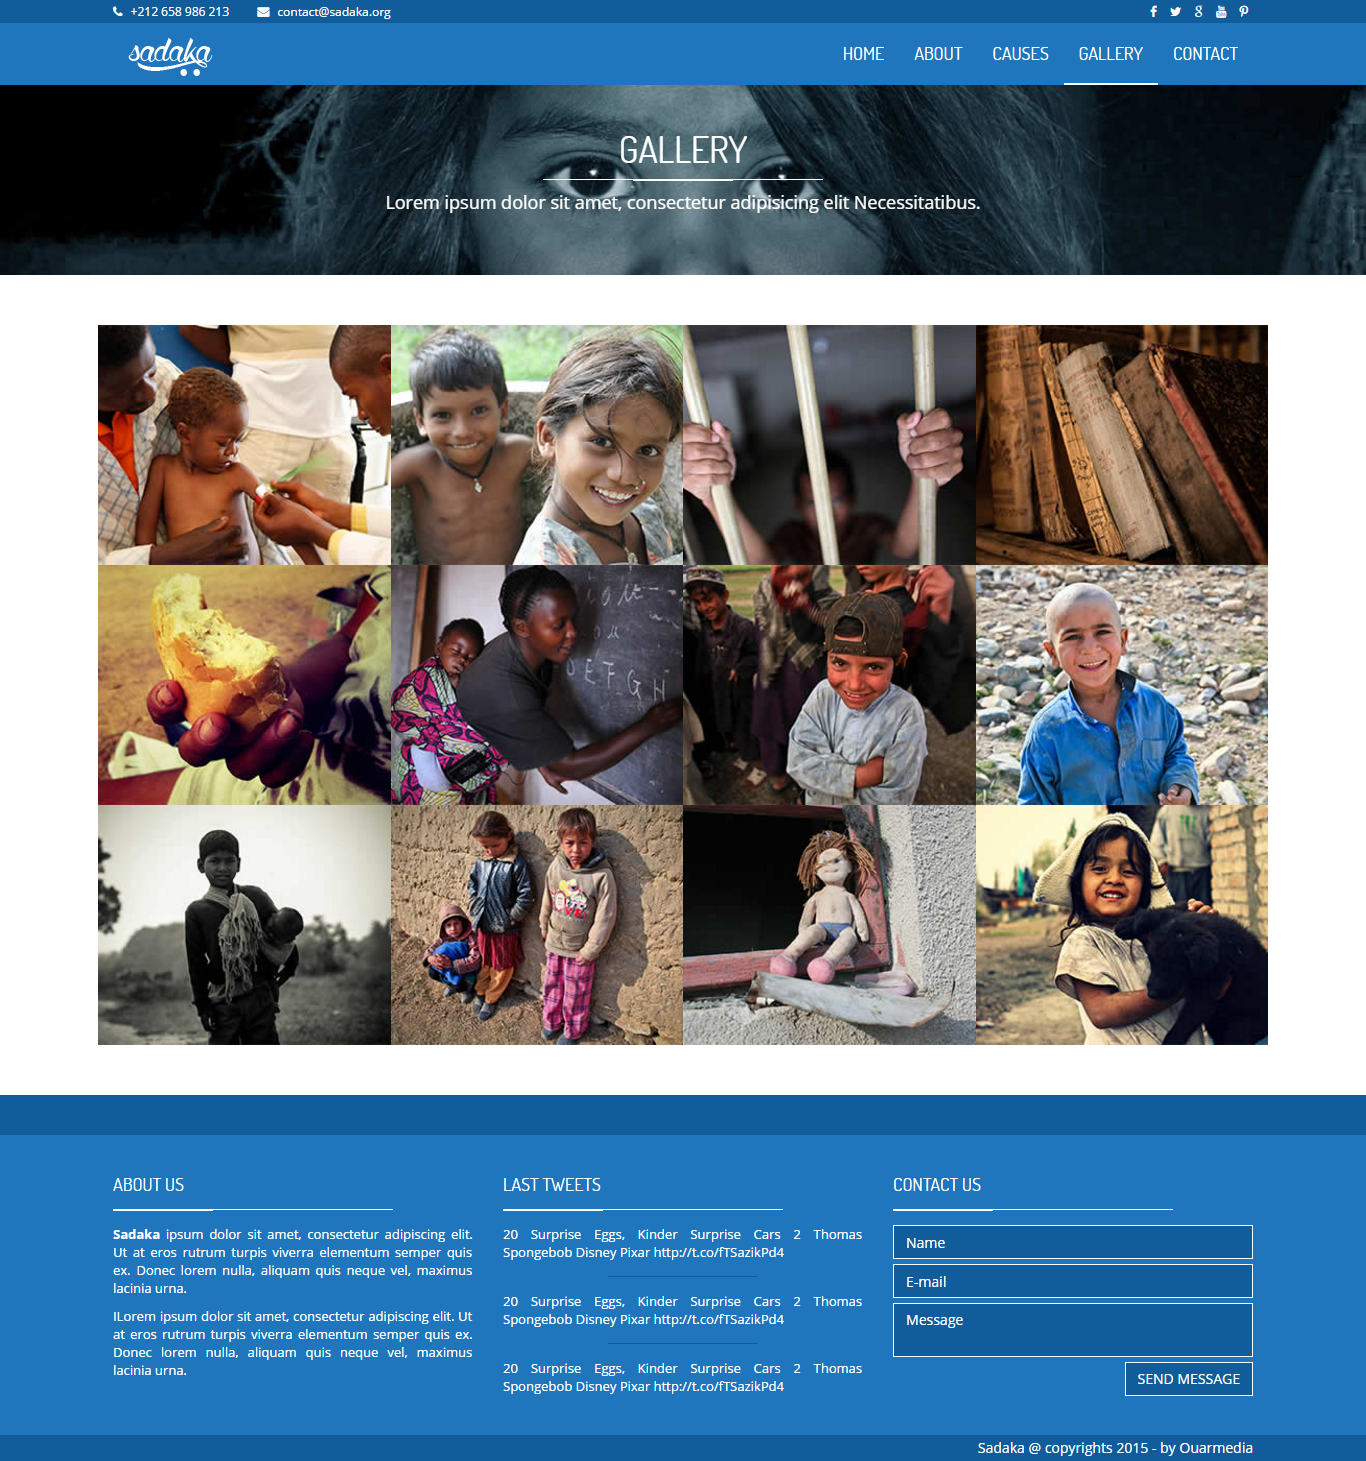 +212 658 986 213 contact@sadaka.org
sadaka
HOME ABOUT CAUSES GALLERY CONTACT
GALLERY
Lorem ipsum dolor sit amet, consectetur adipisicing elit Necessitatibus.
D E F G H
ABOUT US
Sadaka ipsum dolor sit amet, consectetur adipiscing elit.
Ut at eros rutrum turpis viverra elementum semper quis
ex. Donec lorem nulla, aliquam quis neque vel, maximus
lacinia urna.
ILorem ipsum dolor sit amet, consectetur adipiscing elit. Ut
at eros rutrum turpis viverra elementum semper quis ex.
Donec lorem nulla, aliquam quis neque vel, maximus
lacinia urna.
LAST TWEETS
20 Surprise Eggs, Kinder Surprise Cars 2 Thomas
Spongebob Disney Pixar http://t.co/fTSazikPd4
20 Surprise Eggs, Kinder Surprise Cars 2 Thomas
Spongebob Disney Pixar http://t.co/fTSazikPd4
20 Surprise Eggs, Kinder Surprise Cars 2 Thomas
Spongebob Disney Pixar http://t.co/fTSazikPd4
CONTACT US
Name
E-mail
Message
SEND MESSAGE
Sadaka @ copyrights 2015 - by Ouarmedia